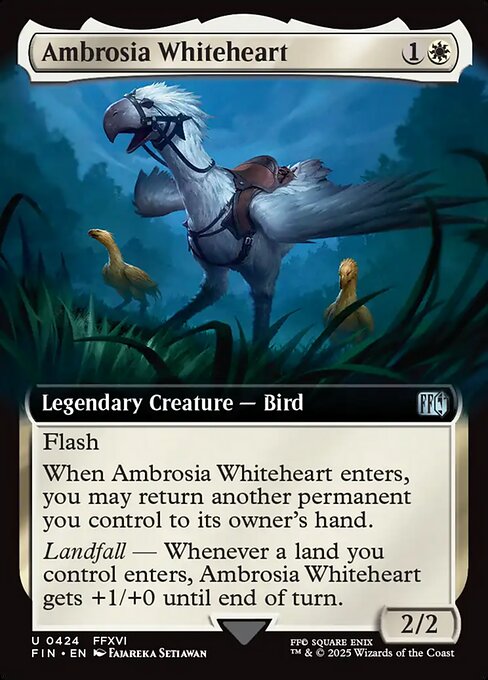 Ambrosia Whiteheart 1
Legendary Creature — Bird
Flash
When Ambrosia Whiteheart enters,
you may return another permanent
you control to its owner's hand.
Landfall — Whenever a land you
control enters, Ambrosia Whiteheart
gets +1/+0 until end of turn.
2/2
U 0424 FFXVI
FIN • EN Fajareka Setiawan
FF© SQUARE ENIX
™ & © 2025 Wizards of the Coast